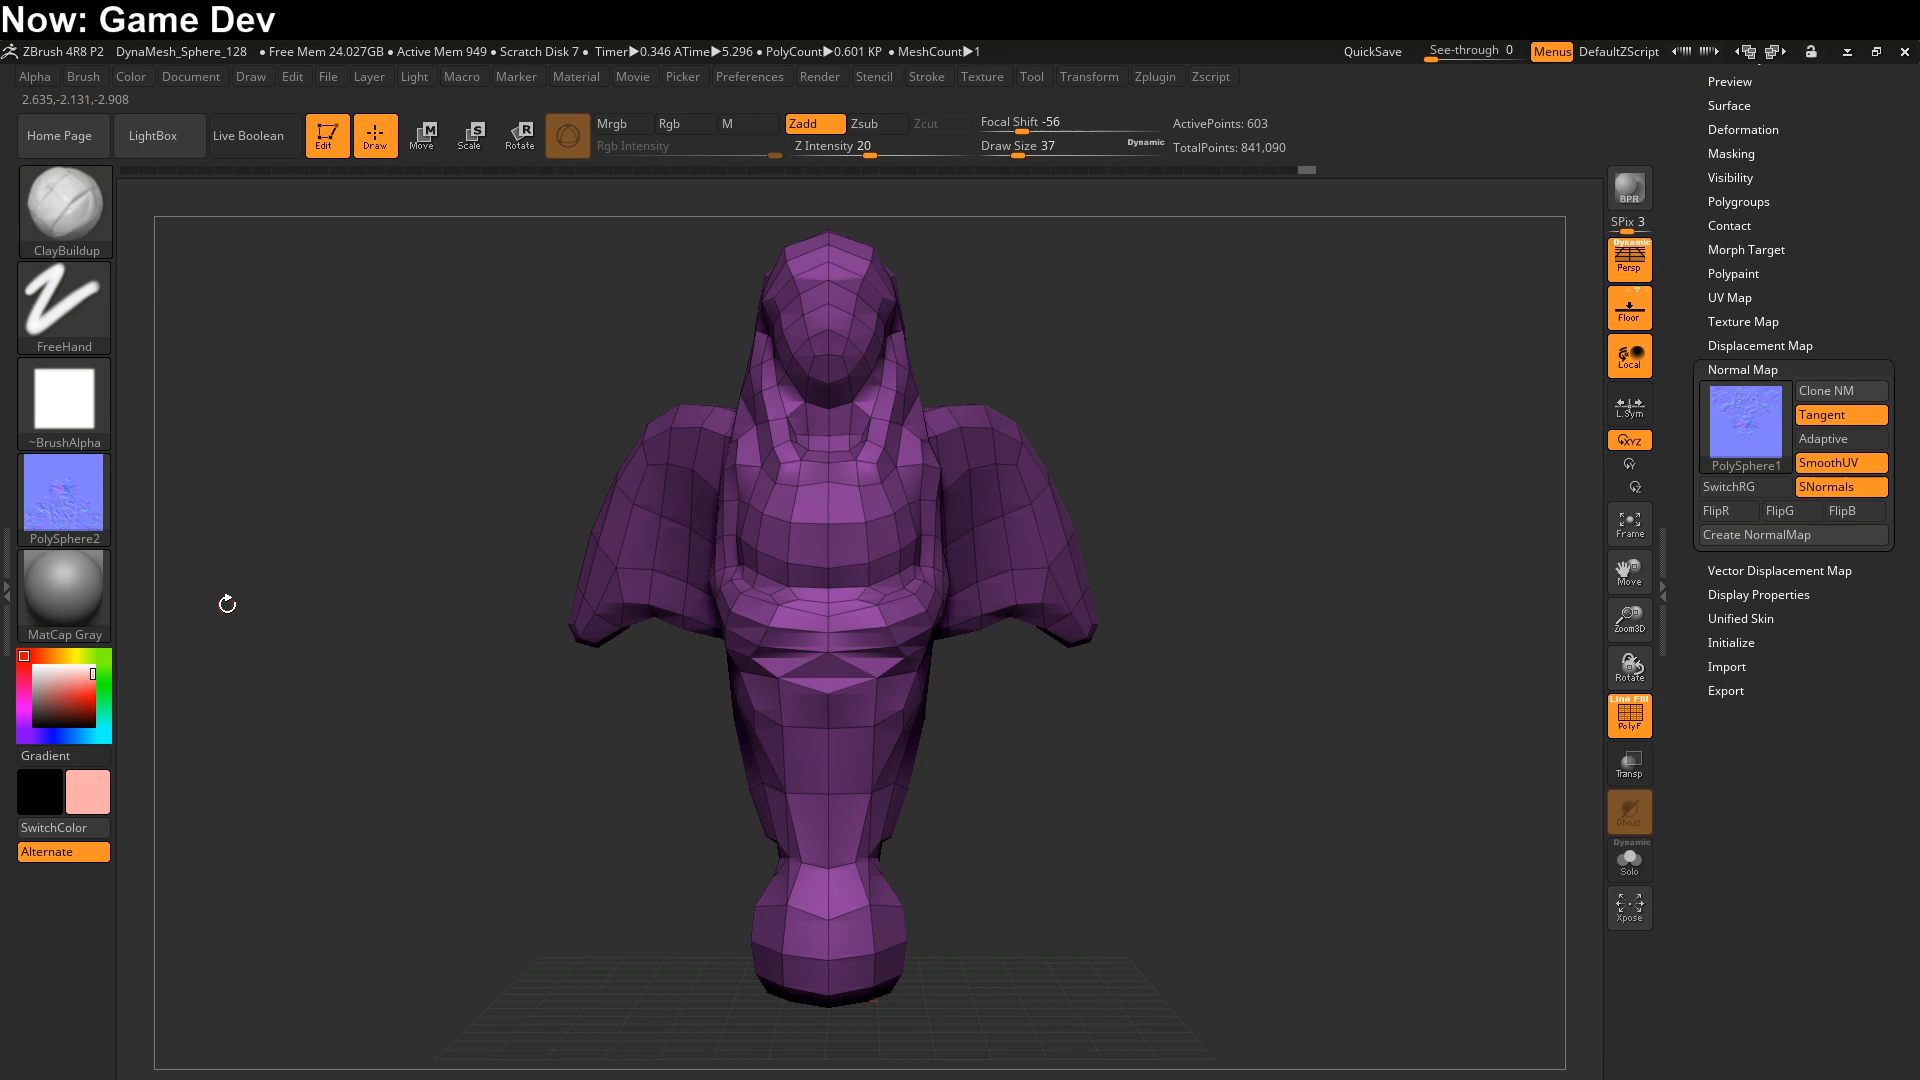 Now: Game Dev
ZBrush 4R8 P2 DynaMesh_Sphere_128 ● Free Mem 24.027GB ● Active Mem 949 ● Scratch Disk 7 ● Timer▶0.346 ATime▶5.296 ● PolyCount▶0.601 KP ● MeshCount▶1 QuickSave See-through 0 Menus DefaultZScript
Alpha Brush Color Document Draw Edit File Layer Light Macro Marker Material Movie Picker Preferences Render Stencil Stroke Texture Tool Transform Zplugin Zscript
2.635,-2.131,-2.908
Home Page LightBox Live Boolean Edit Draw Move Scale Rotate
M S R
Mrgb Rgb M Zadd Zsub Zcut Focal Shift -56 ActivePoints: 603
Rgb Intensity Z Intensity 20 Draw Size 37 Dynamic TotalPoints: 841,090
ClayBuildup
FreeHand
~BrushAlpha
PolySphere2
MatCap Gray
Gradient
SwitchColor
Alternate
BPR
SPix 3
Dynamic
Persp
Floor
Local
L.Sym
XYZ
Y
Z
Frame
Move
Zoom3D
Rotate
Line Fill
PolyF
Transp
Ghost
Dynamic
Solo
Xpose
Preview
Surface
Deformation
Masking
Visibility
Polygroups
Contact
Morph Target
Polypaint
UV Map
Texture Map
Displacement Map
Normal Map
Clone NM
Tangent
Adaptive
PolySphere1 SmoothUV
SwitchRG SNormals
FlipR FlipG FlipB
Create NormalMap
Vector Displacement Map
Display Properties
Unified Skin
Initialize
Import
Export